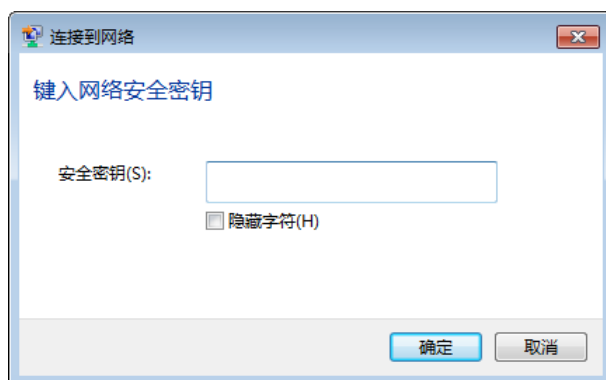 连接到网络
键入网络安全密钥
安全密钥(S):
隐藏字符(H)
确定
取消